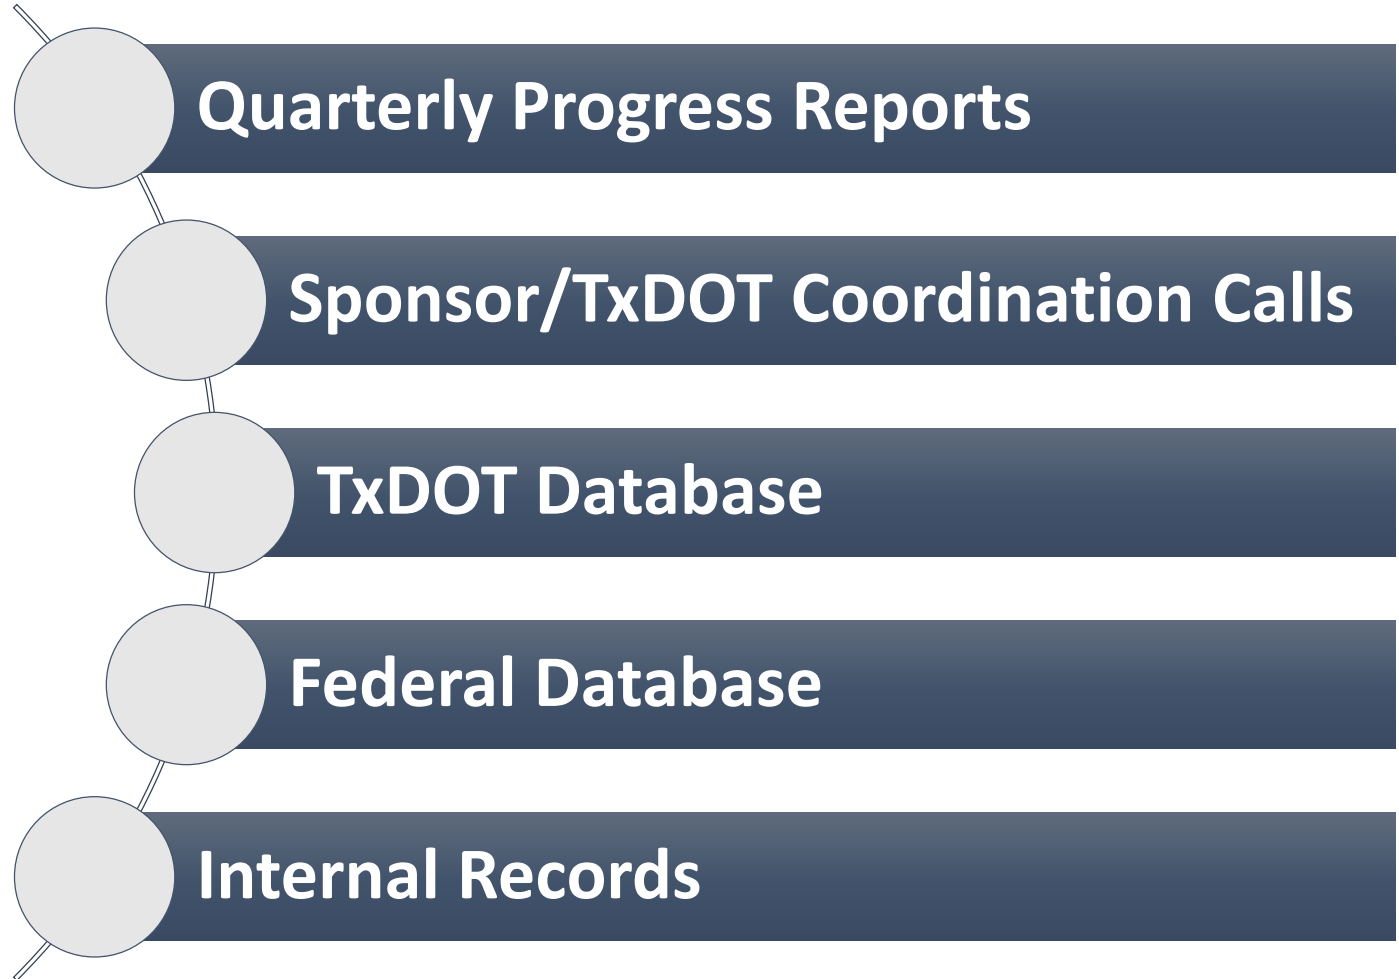 Quarterly Progress Reports
Sponsor/TxDOT Coordination Calls
TxDOT Database
Federal Database
Internal Records